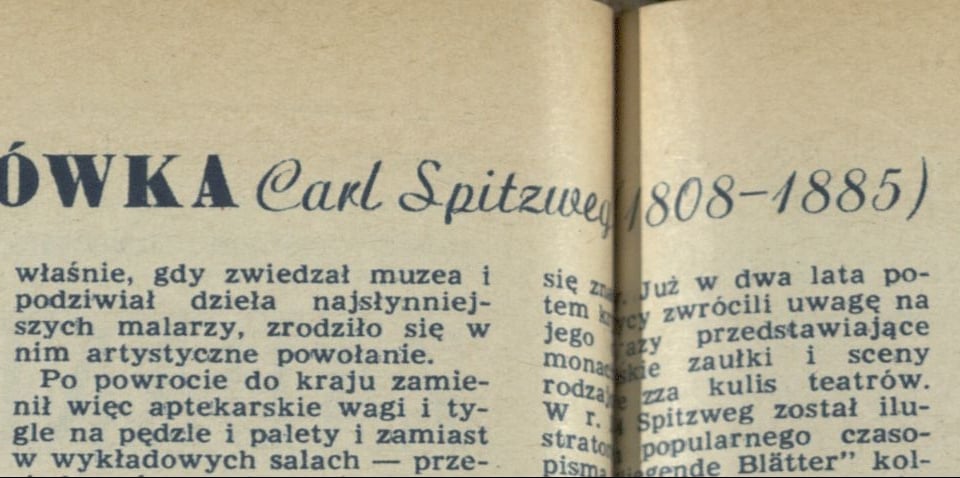 ÓWKA Carl Spitzweg (1808-1885)
właśnie, gdy zwiedzał muzea i
podziwiał dzieła najsłynniej-
szych malarzy, zrodziło się w
nim artystyczne powołanie.
Po powrocie do kraju zamie-
nił więc aptekarskie wagi i ty-
gle na pędzle i palety i zamiast
w wykładowych salach — prze-
się Już w dwa lata po-
tem zwrócili uwagę na
jego przedstawiające
zaułki i sceny
zza kulis teatrów.
W r. Spitzweg został ilu-
popularnego czaso-
pisma Blätter" kol-